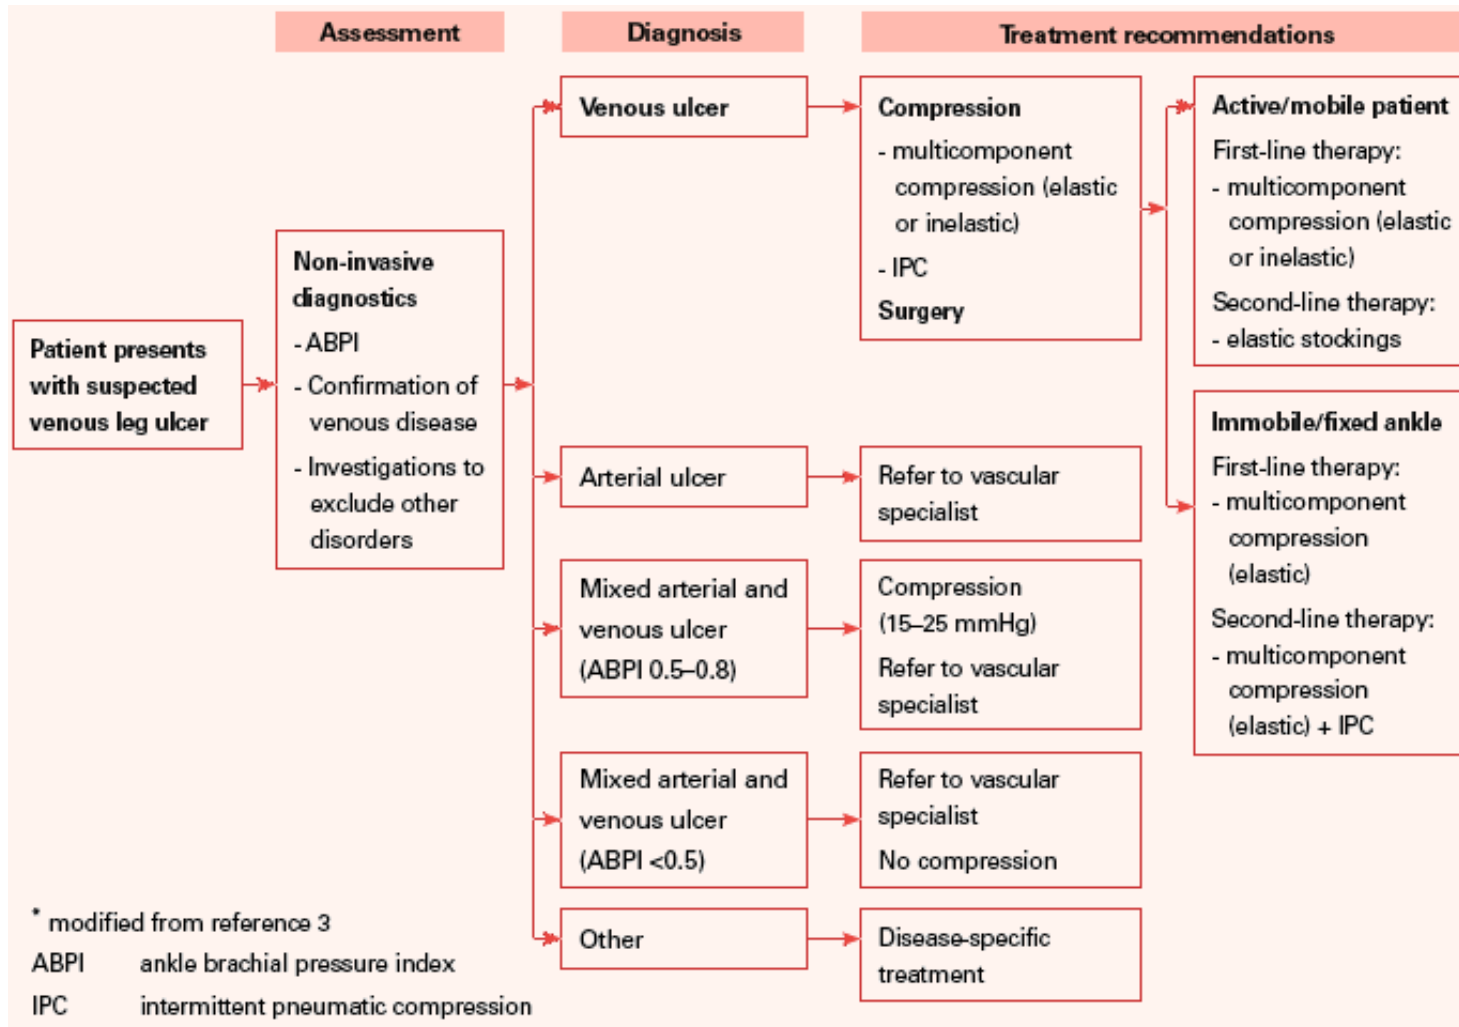 Assessment
Diagnosis
Treatment recommendations
Patient presents
with suspected
venous leg ulcer
Non-invasive
diagnostics
- ABPI
- Confirmation of
venous disease
- Investigations to
exclude other
disorders
Venous ulcer
Compression
- multicomponent
compression (elastic
or inelastic)
- IPC
Surgery
Active/mobile patient
First-line therapy:
- multicomponent
compression (elastic
or inelastic)
Second-line therapy:
- elastic stockings
Immobile/fixed ankle
First-line therapy:
- multicomponent
compression
(elastic)
Second-line therapy:
- multicomponent
compression
(elastic) + IPC
Arterial ulcer
Refer to vascular
specialist
Mixed arterial and
venous ulcer
(ABPI 0.5–0.8)
Compression
(15–25 mmHg)
Refer to vascular
specialist
Mixed arterial and
venous ulcer
(ABPI <0.5)
Refer to vascular
specialist
No compression
Other
Disease-specific
treatment
* modified from reference 3
ABPI ankle brachial pressure index
IPC intermittent pneumatic compression